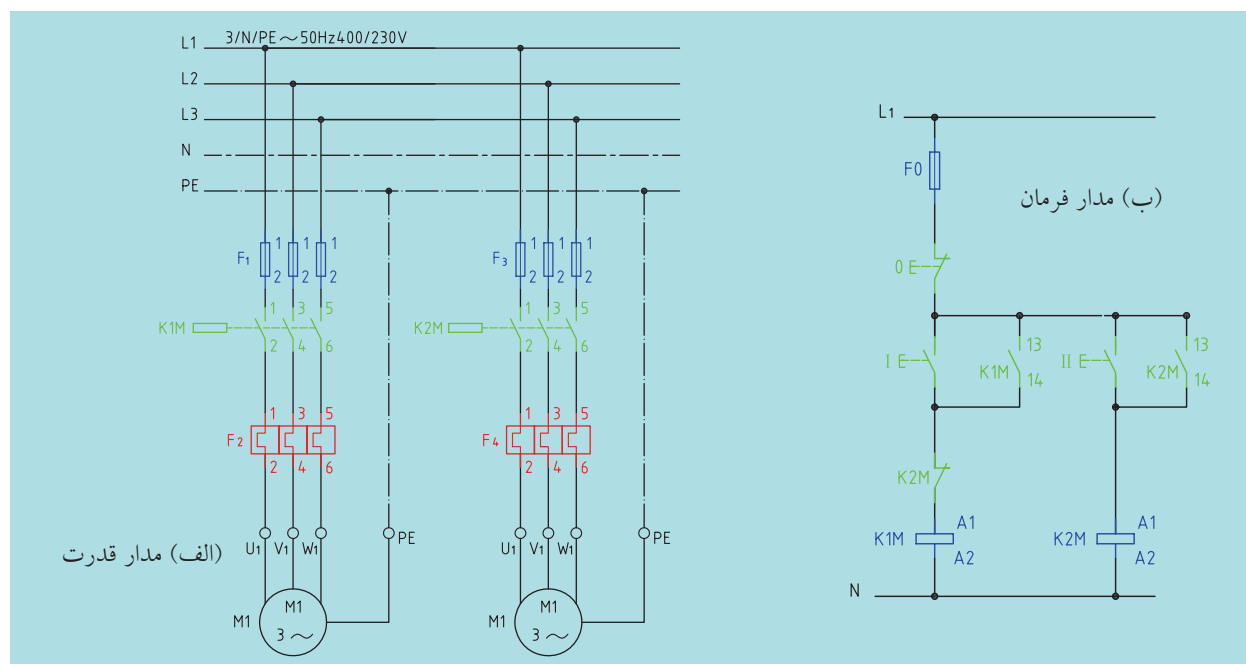 L1 3/N/PE ～ 50Hz 400/230V
L2
L3
N
PE
F1 1 1 1
2 2 2
F3 1 1 1
2 2 2
K1M 1 3 5
2 4 6
K2M 1 3 5
2 4 6
F2 1 3 5
2 4 6
F4 1 3 5
2 4 6
U1 V1 W1 PE
U1 V1 W1 PE
M1 M1
3 ～
M1 M1
3 ～
(الف) مدار قدرت
L1
F0
(ب) مدار فرمان
0 E
I E
K1M 13
14
II E
K2M 13
14
K2M
K1M A1
A2
K2M A1
A2
N